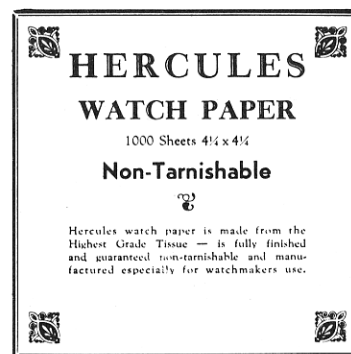 HERCULES
WATCH PAPER
1000 Sheets 4¼ x 4¼
Non-Tarnishable
Hercules watch paper is made from the
Highest Grade Tissue — is fully finished
and guaranteed non-tarnishable and manu-
factured especially for watchmakers use.